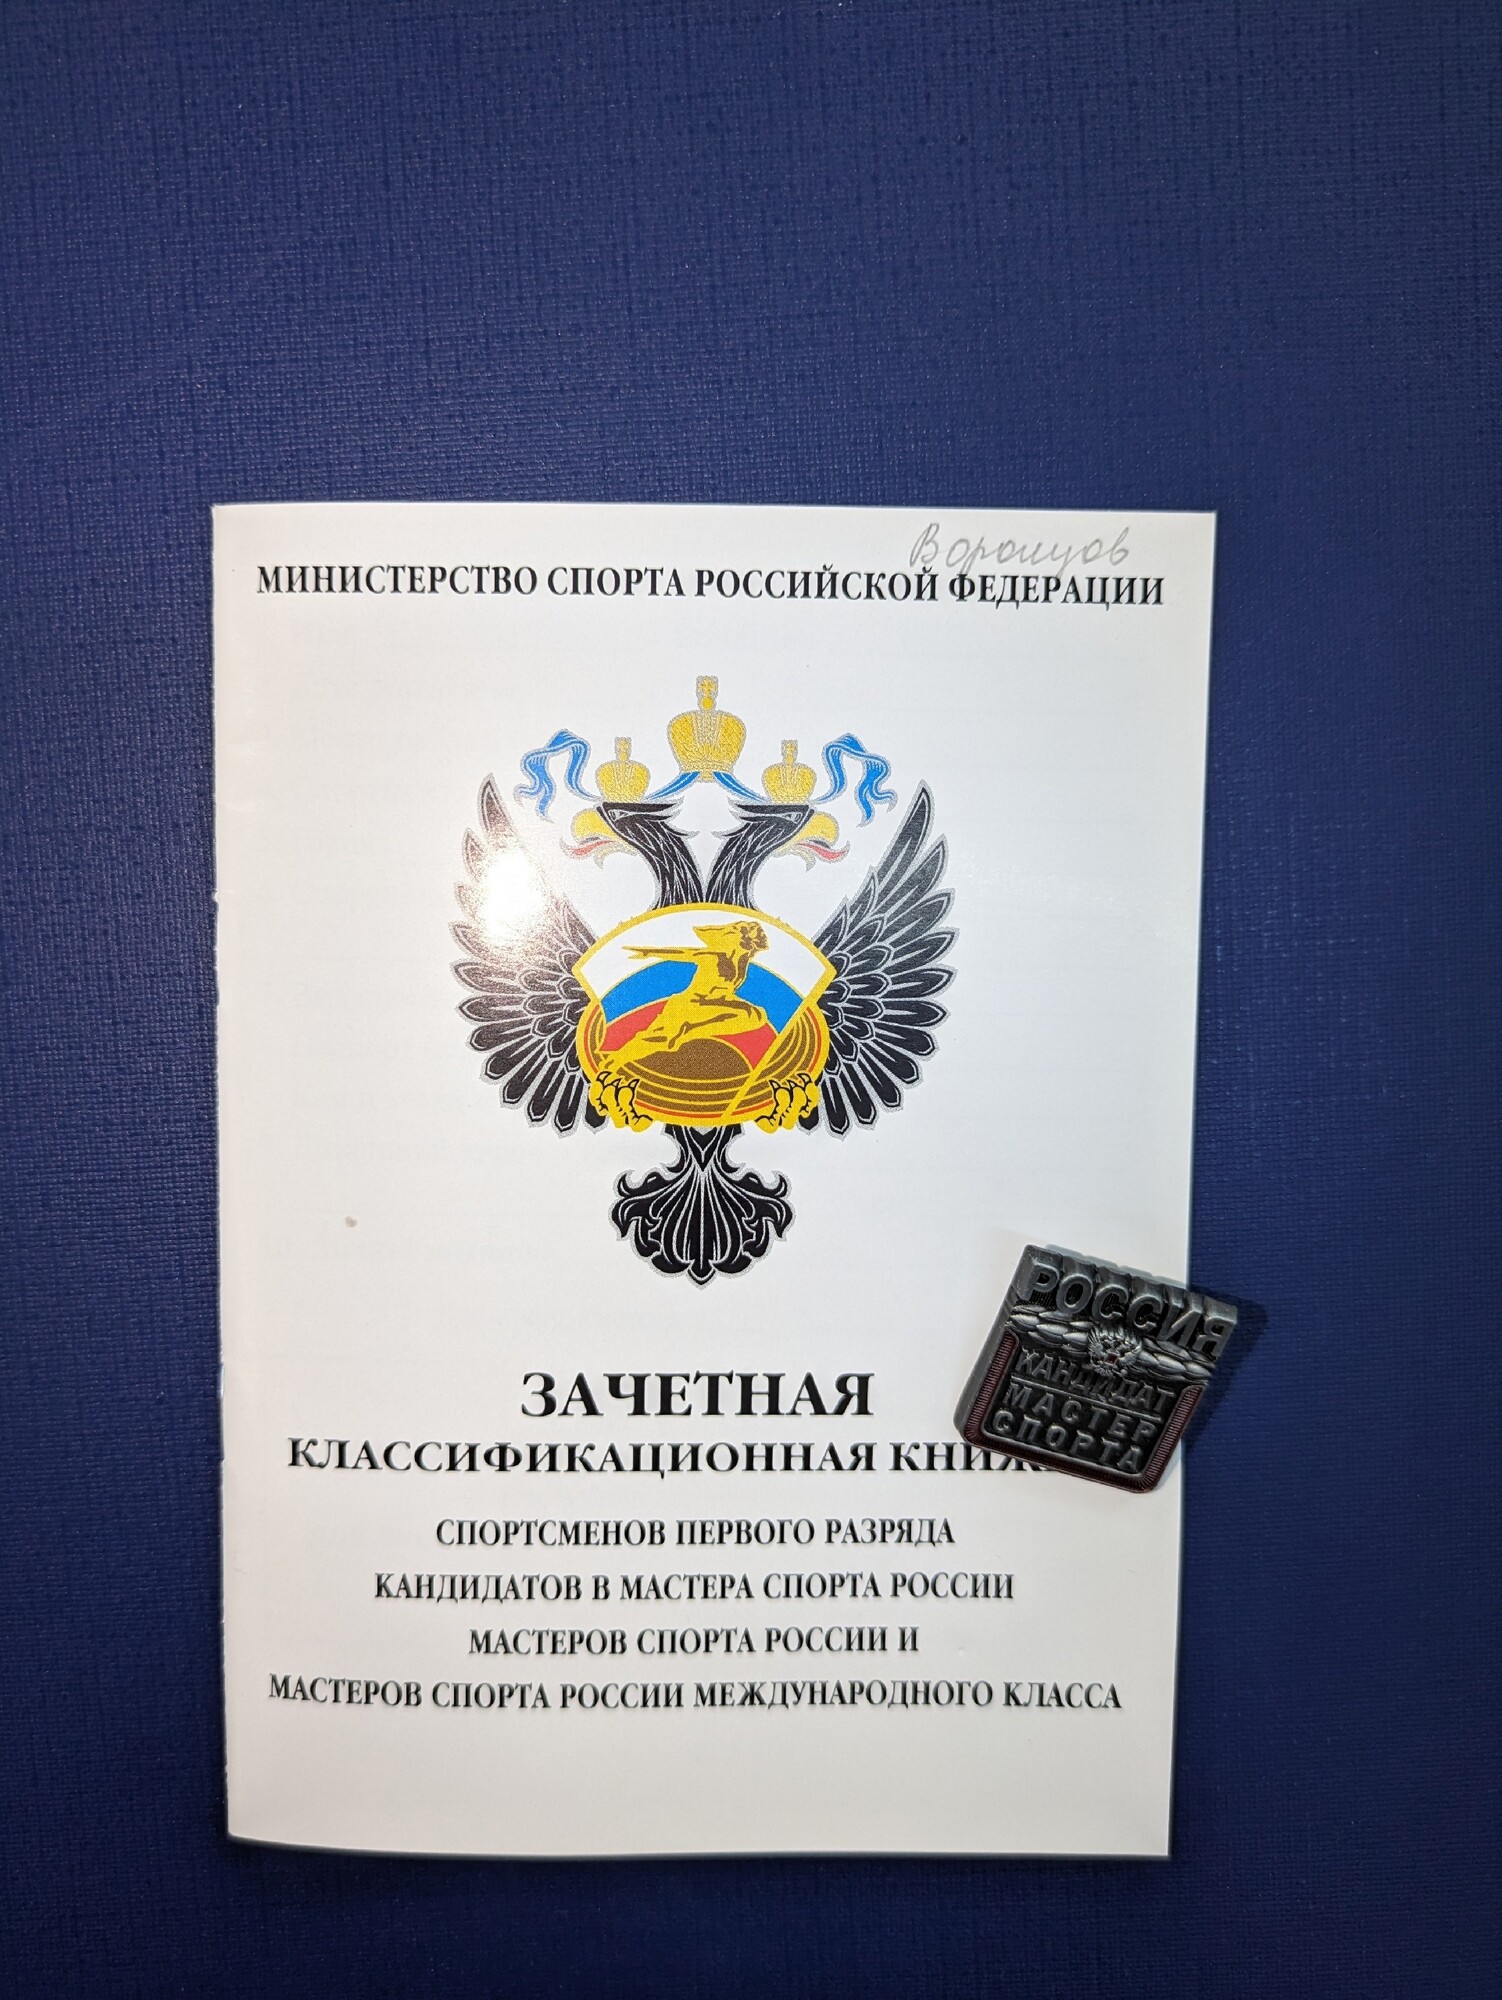 Воронцов
МИНИСТЕРСТВО СПОРТА РОССИЙСКОЙ ФЕДЕРАЦИИ
ЗАЧЕТНАЯ
КЛАССИФИКАЦИОННАЯ КНИЖ
СПОРТСМЕНОВ ПЕРВОГО РАЗРЯДА
КАНДИДАТОВ В МАСТЕРА СПОРТА РОССИИ
МАСТЕРОВ СПОРТА РОССИИ И
МАСТЕРОВ СПОРТА РОССИИ МЕЖДУНАРОДНОГО КЛАССА
РОССИЯ
КАНДИДАТ
МАСТЕР
СПОРТА